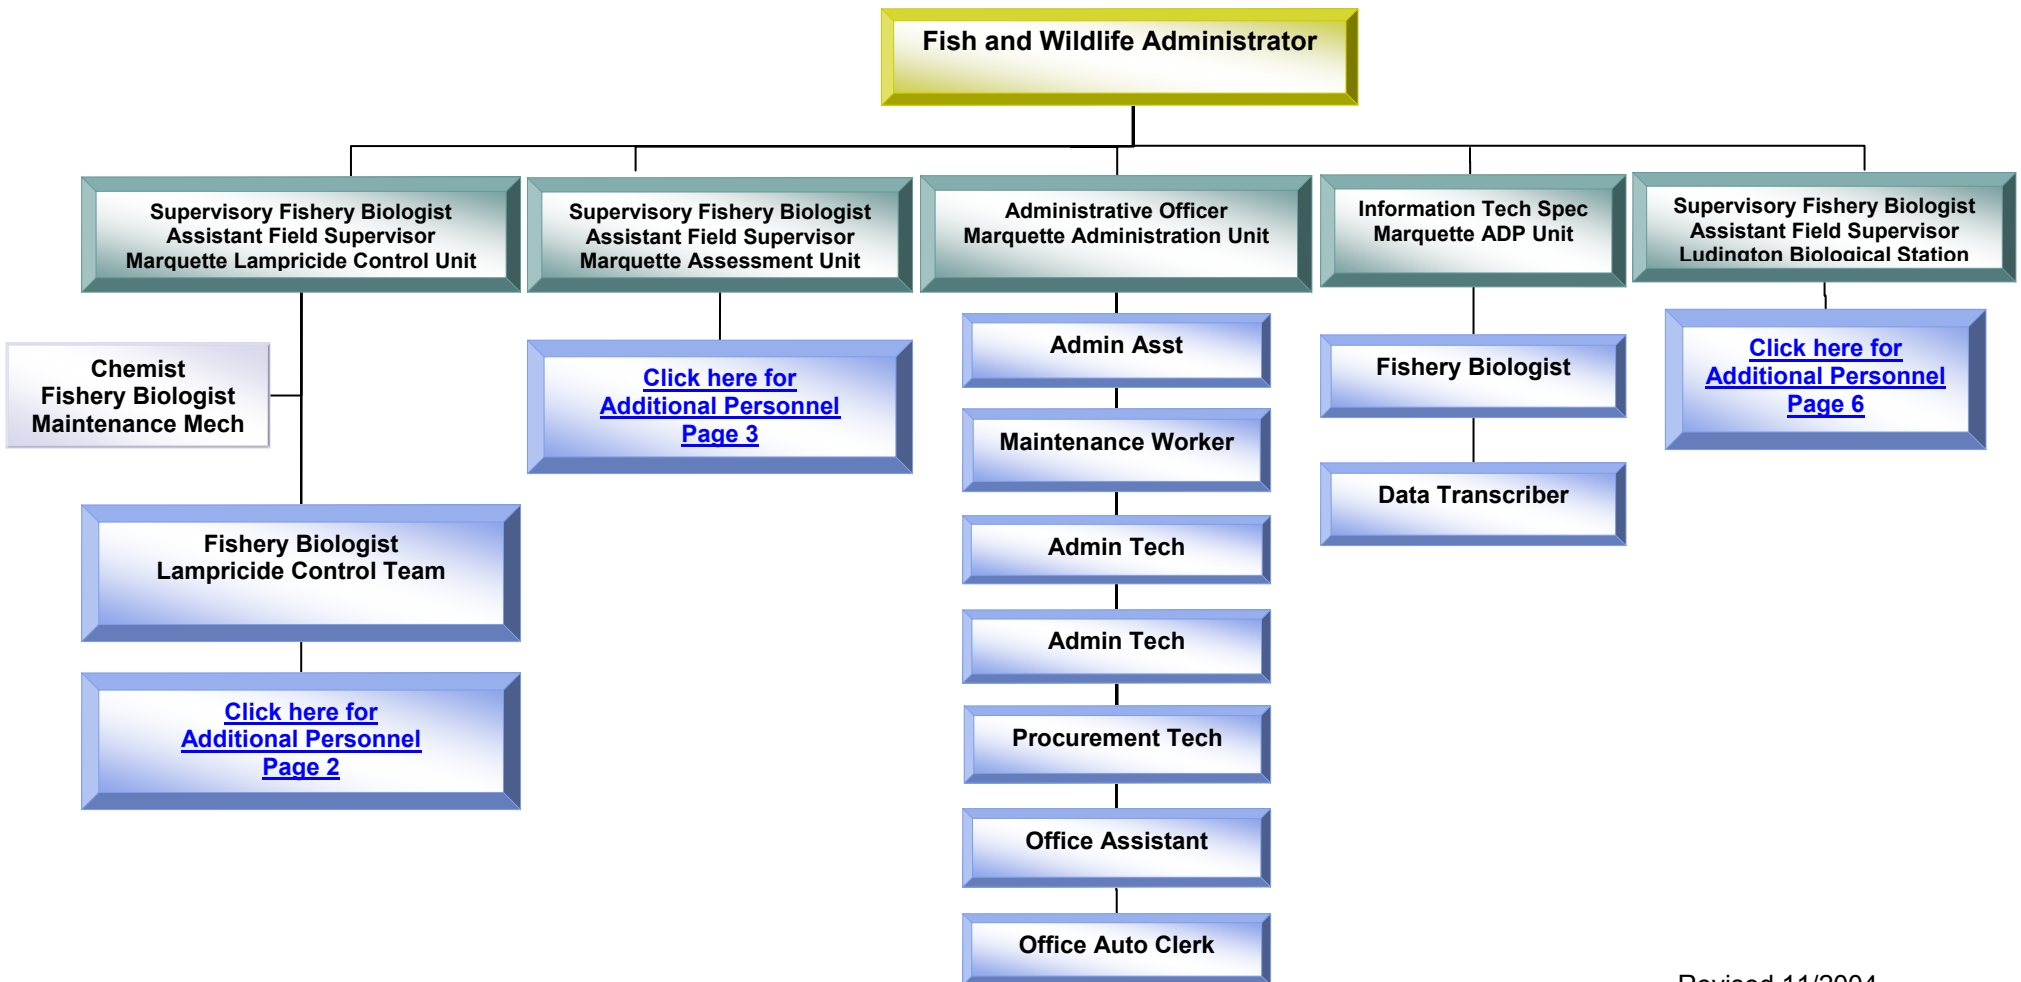 Fish and Wildlife Administrator
Supervisory Fishery Biologist
Assistant Field Supervisor
Marquette Lampricide Control Unit
Supervisory Fishery Biologist
Assistant Field Supervisor
Marquette Assessment Unit
Administrative Officer
Marquette Administration Unit
Information Tech Spec
Marquette ADP Unit
Supervisory Fishery Biologist
Assistant Field Supervisor
Ludington Biological Station
Chemist
Fishery Biologist
Maintenance Mech
Fishery Biologist
Lampricide Control Team
Click here for
Additional Personnel
Page 2
Click here for
Additional Personnel
Page 3
Admin Asst
Maintenance Worker
Admin Tech
Admin Tech
Procurement Tech
Office Assistant
Office Auto Clerk
Fishery Biologist
Data Transcriber
Click here for
Additional Personnel
Page 6
Revised 11/2004